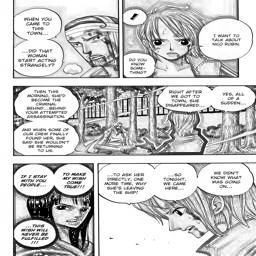 WHEN YOU
CAME TO
THIS
TOWN...
...DID THAT
WOMAN
START ACTING
STRANGELY?
!
DO YOU
KNOW
SOME-
THING?
I WANT TO
TALK ABOUT
NICO ROBIN.
THEN THIS
MORNING, SHE'D
BECOME THE
CRIMINAL
BEHIND...BEHIND
YOUR ATTEMPTED
ASSASSINATION.
AND WHEN SOME OF
OUR CREW FINALLY
FOUND HER, SHE
SAID SHE WOULDN'T
BE RETURNING
TO US.
RIGHT AFTER
WE GOT TO
TOWN, SHE
DISAPPEARED...
YES, ALL
OF A
SUDDEN...
IF I STAY
WITH YOU
PEOPLE...
TO MAKE
MY WISH
COME
TRUE!!!
...THIS
WISH WILL
NEVER BE
FULFILLED
!!!
...TO ASK HER
DIRECTLY, ONE
MORE TIME, WHY
SHE'S LEAVING
THE SHIP!
...SO
TONIGHT,
WE CAME
HERE...
WE DIDN'T
KNOW WHAT
WAS GOING
ON...